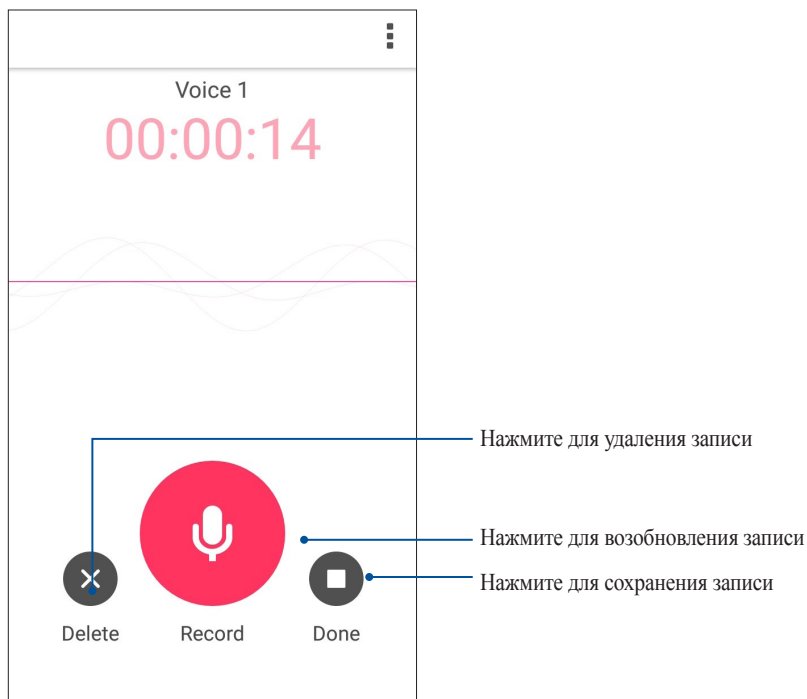 Voice 1
00:00:14
Нажмите для удаления записи
Нажмите для возобновления записи
Нажмите для сохранения записи
Delete
Record
Done